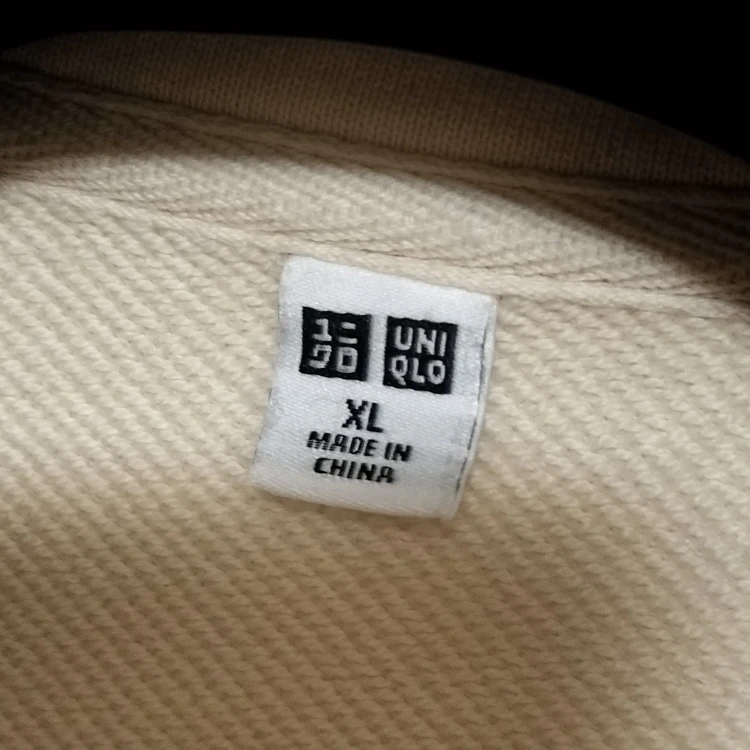 ユニ UNI
クロ QLO
XL
MADE IN
CHINA